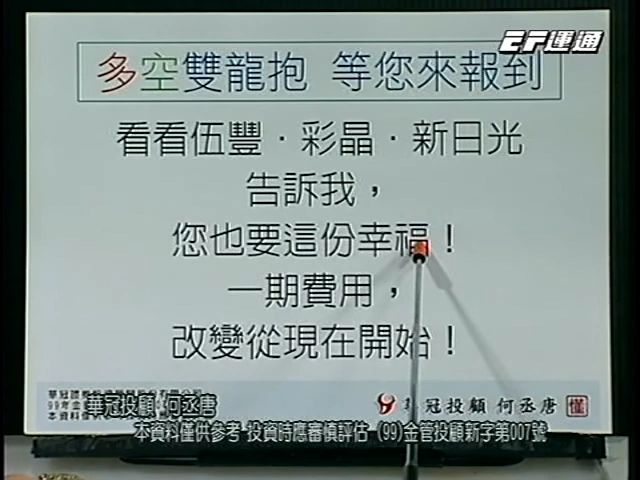 EF運通
多空雙龍抱 等您來報到
看看伍豐．彩晶．新日光
告訴我，
您也要這份幸福！
一期費用，
改變從現在開始！
華冠投顧 何丞唐 懂
華冠投顧 何丞唐
本資料僅供參考 投資時應審慎評估 (99)金管投顧新字第007號